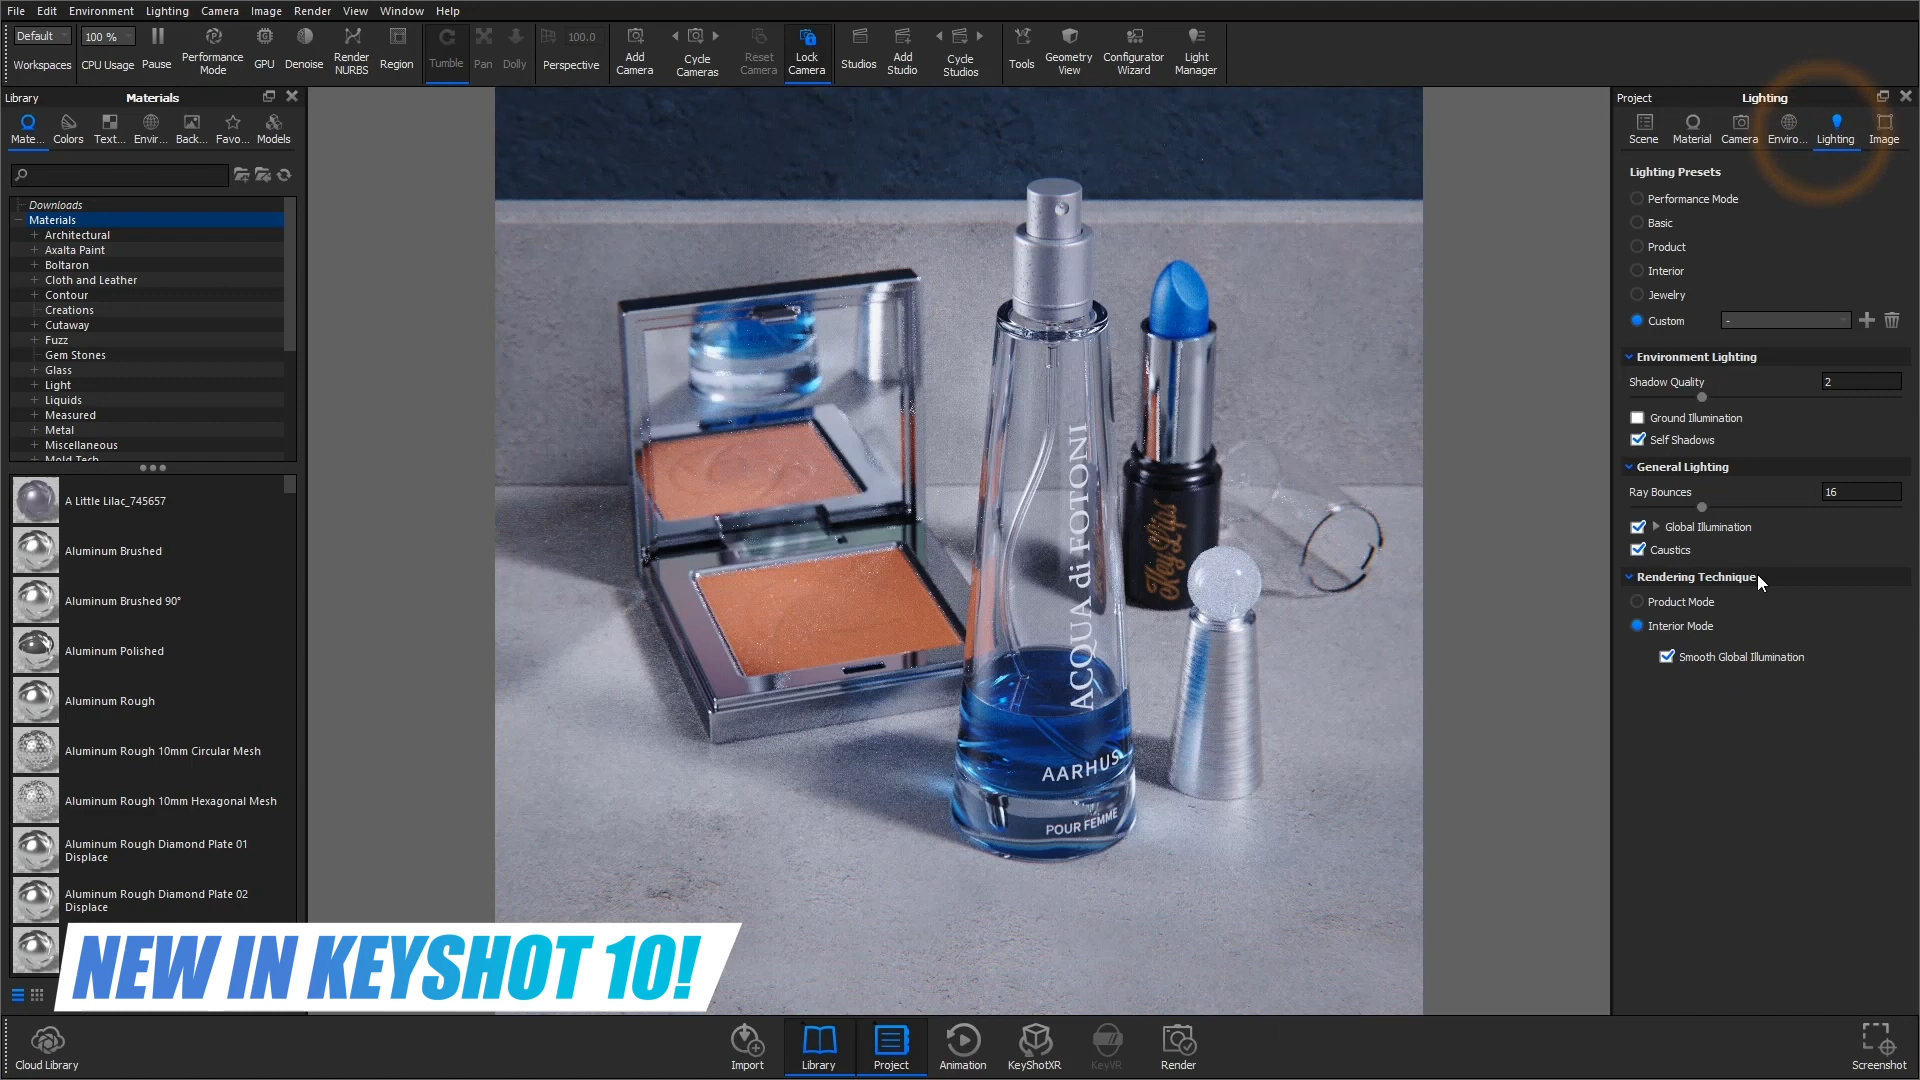 File Edit Environment Lighting Camera Image Render View Window Help
Default 100 % 100.0
Workspaces CPU Usage Pause Performance Mode GPU Denoise Render NURBS Region Tumble Pan Dolly Perspective Add Camera Cycle Cameras Reset Camera Lock Camera Studios Add Studio Cycle Studios Tools Geometry View Configurator Wizard Light Manager
Library Materials
Mate... Colors Text... Envir... Back... Favo... Models
Downloads
Materials
Architectural
Axalta Paint
Boltaron
Cloth and Leather
Contour
Creations
Cutaway
Fuzz
Gem Stones
Glass
Light
Liquids
Measured
Metal
Miscellaneous
Mold Tech
A Little Lilac_745657
Aluminum Brushed
Aluminum Brushed 90°
Aluminum Polished
Aluminum Rough
Aluminum Rough 10mm Circular Mesh
Aluminum Rough 10mm Hexagonal Mesh
Aluminum Rough Diamond Plate 01
Displace
Aluminum Rough Diamond Plate 02
Displace
ACQUA di FOTONI
AARHUS
POUR FEMME
KeyLips
NEW IN KEYSHOT 10!
Project Lighting
Scene Material Camera Enviro... Lighting Image
Lighting Presets
Performance Mode
Basic
Product
Interior
Jewelry
Custom -
Environment Lighting
Shadow Quality 2
Ground Illumination
Self Shadows
General Lighting
Ray Bounces 16
Global Illumination
Caustics
Rendering Technique
Product Mode
Interior Mode
Smooth Global Illumination
Cloud Library Import Library Project Animation KeyShotXR KeyVR Render Screenshot